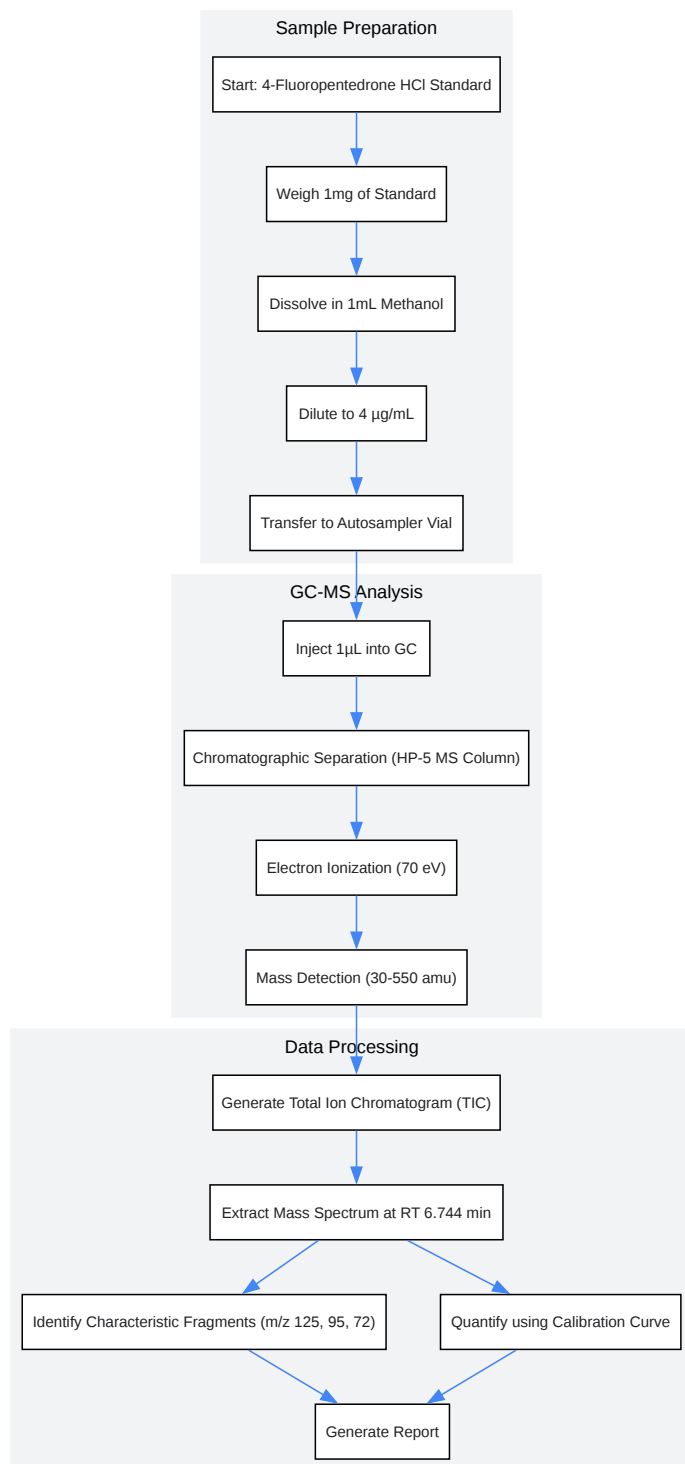 Sample Preparation
Start: 4-Fluoropentedrone HCl Standard
Weigh 1mg of Standard
Dissolve in 1mL Methanol
Dilute to 4 µg/mL
Transfer to Autosampler Vial
GC-MS Analysis
Inject 1µL into GC
Chromatographic Separation (HP-5 MS Column)
Electron Ionization (70 eV)
Mass Detection (30-550 amu)
Data Processing
Generate Total Ion Chromatogram (TIC)
Extract Mass Spectrum at RT 6.744 min
Identify Characteristic Fragments (m/z 125, 95, 72)
Quantify using Calibration Curve
Generate Report